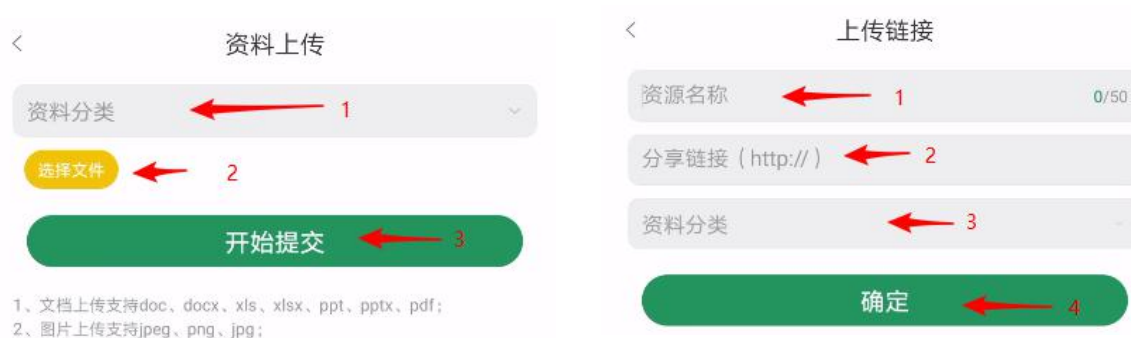 资料上传
资料分类
1
选择文件
2
开始提交
3
1、文档上传支持doc、docx、xls、xlsx、ppt、pptx、pdf；
2、图片上传支持jpeg、png、jpg；
上传链接
资源名称
1
0/50
分享链接（http://）
2
资料分类
3
确定
4